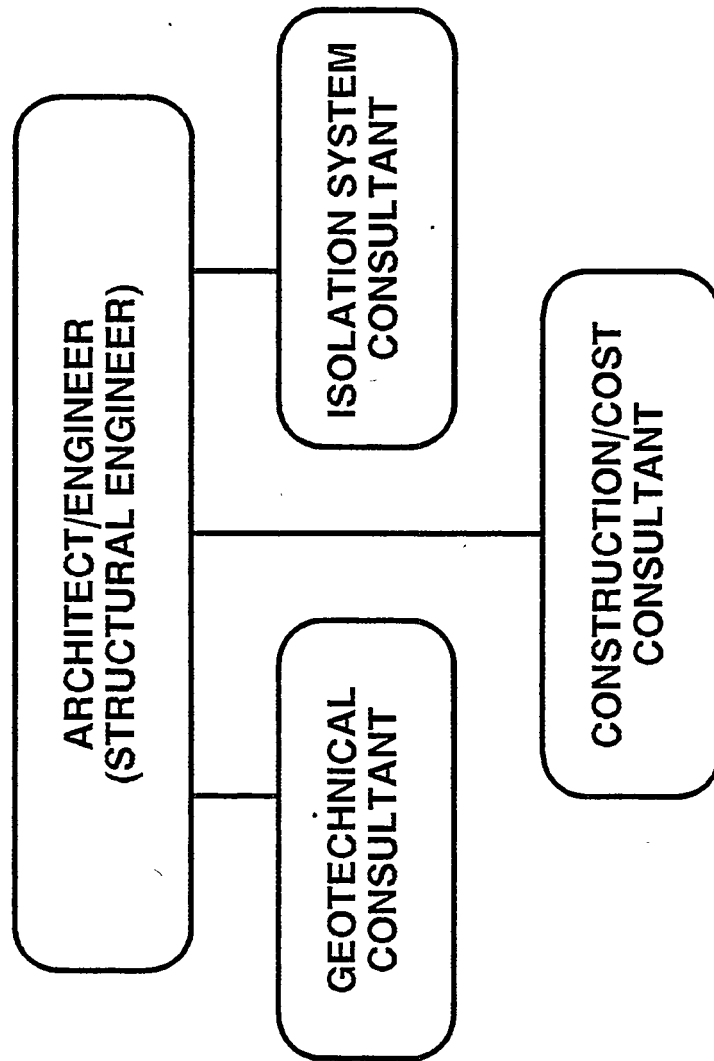 ARCHITECT/ENGINEER
(STRUCTURAL ENGINEER)
GEOTECHNICAL
CONSULTANT
ISOLATION SYSTEM
CONSULTANT
CONSTRUCTION/COST
CONSULTANT